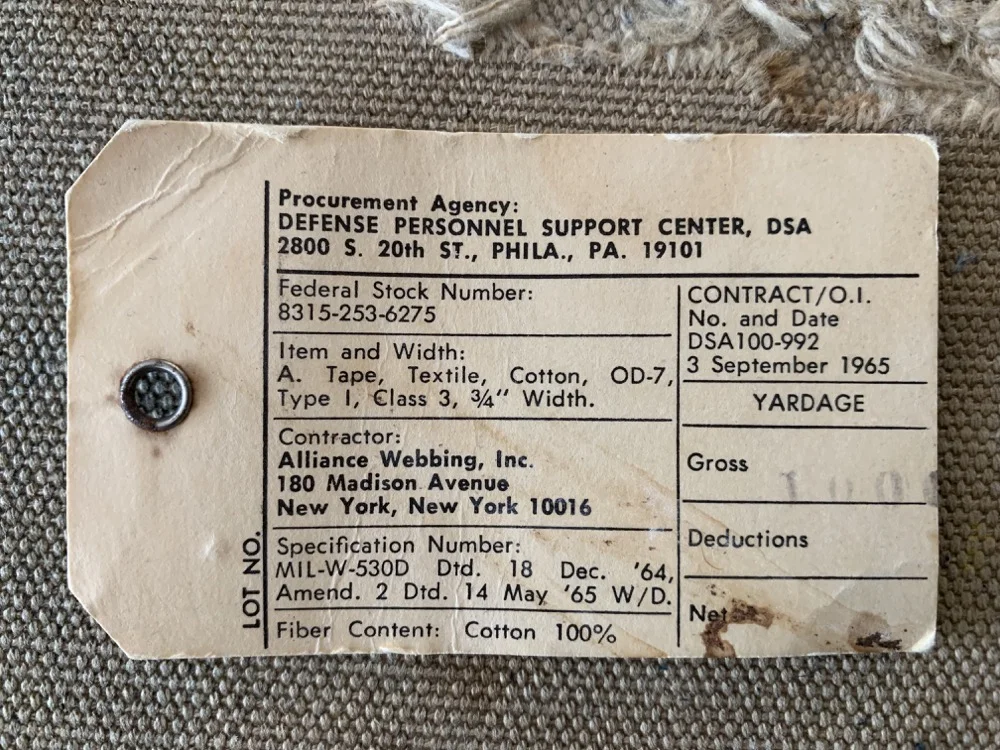 Procurement Agency:
DEFENSE PERSONNEL SUPPORT CENTER, DSA
2800 S. 20th ST., PHILA., PA. 19101
Federal Stock Number:
8315-253-6275
Item and Width:
A. Tape, Textile, Cotton, OD-7,
Type I, Class 3, ¾" Width.
Contractor:
Alliance Webbing, Inc.
180 Madison Avenue
New York, New York 10016
Specification Number:
MIL-W-530D Dtd. 18 Dec. '64,
Amend. 2 Dtd. 14 May '65 W/D.
Fiber Content: Cotton 100%
CONTRACT/O.I.
No. and Date
DSA100-992
3 September 1965
YARDAGE
Gross
Deductions
Net
LOT NO.